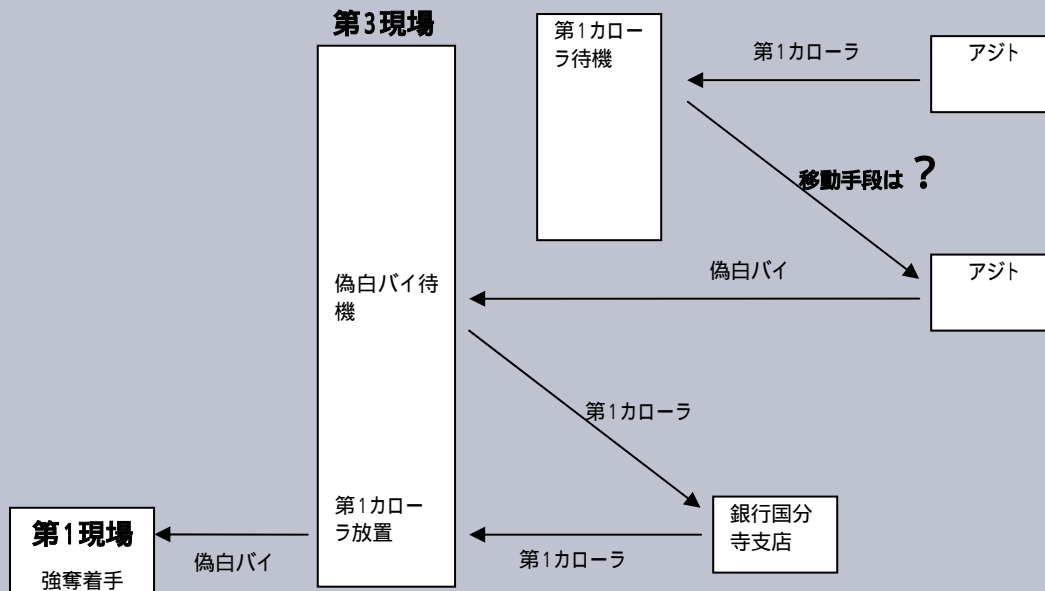 第3現場
第1カロー
ラ待機
第1カローラ
アジト
移動手段は？
偽白バイ
アジト
偽白バイ待
機
第1カローラ
第1カロー
ラ放置
第1カローラ
銀行国分
寺支店
第1現場
強奪着手
偽白バイ